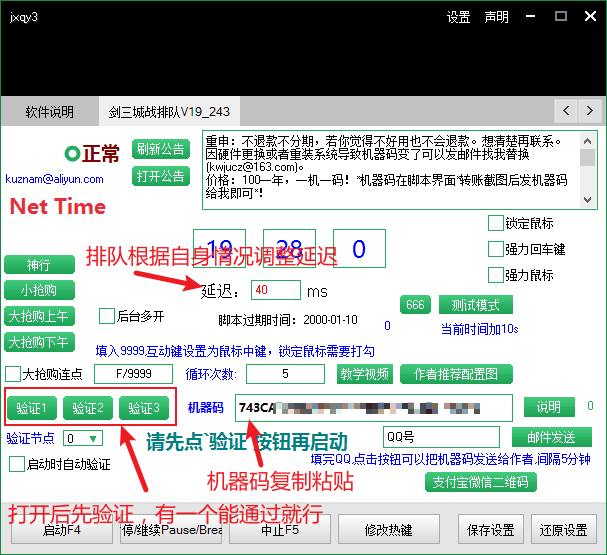 jxqy3
设置 声明
软件说明 剑三城战排队V19_243
正常
刷新公告
打开公告
kuznam@aliyun.com
重申：不退款不分期，若你觉得不好用也不会退款。想清楚再联系。
因硬件更换或者重装系统导致机器码变了可以发邮件找我替换
(kwjucz@163.com)。
价格：100一年，一机一码！*机器码在脚本界面*转账截图后发机器码
给我即可*！
Net Time
19 28 0
排队根据自身情况调整延迟
锁定鼠标
强力回车键
强力鼠标
神行
小抢购
大抢购上午
大抢购下午
延迟： 40 ms
后台多开
脚本过期时间： 2000-01-10
0
666
测试模式
当前时间加10s
填入9999,互动键设置为鼠标中键，锁定鼠标需要打勾
大抢购连点 F/9999 循环次数: 5 教学视频 作者推荐配置图
验证1 验证2 验证3 机器码 743CA 说明 0
验证节点 0
请先点`验证`按钮再启动
QQ号
邮件发送
启动时自动验证
填完QQ,点击按钮可以把机器码发送给作者.间隔5分钟
机器码复制粘贴
支付宝微信二维码
打开后先验证，有一个能通过就行
启动F4 停/继续Pause/Brea 中止F5 修改热键 保存设置 还原设置